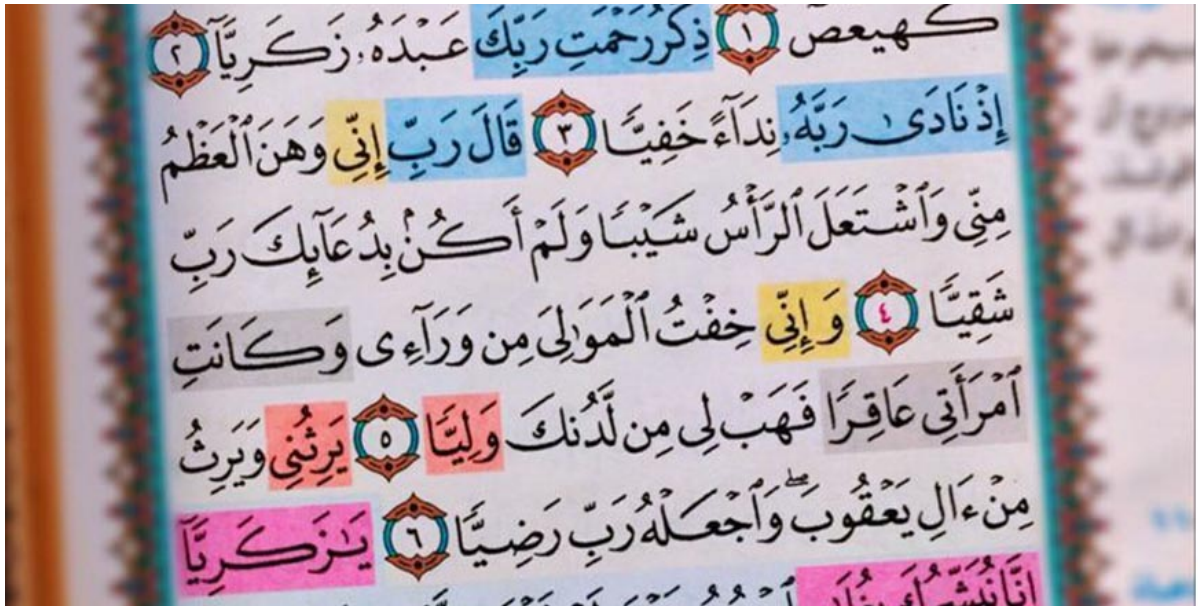 كٓهيعٓصٓ ١ ذِكۡرُ رَحۡمَتِ رَبِّكَ عَبۡدَهُۥ زَكَرِيَّآ ٢
إِذۡ نَادَىٰ رَبَّهُۥ نِدَآءً خَفِيّٗا ٣ قَالَ رَبِّ إِنِّي وَهَنَ ٱلۡعَظۡمُ
مِنِّي وَٱشۡتَعَلَ ٱلرَّأۡسُ شَيۡبٗا وَلَمۡ أَكُنۢ بِدُعَآئِكَ رَبِّ
شَقِيّٗا ٤ وَإِنِّي خِفۡتُ ٱلۡمَوَٰلِيَ مِن وَرَآءِي وَكَانَتِ
ٱمۡرَأَتِي عَاقِرٗا فَهَبۡ لِي مِن لَّدُنكَ وَلِيّٗا ٥ يَرِثُنِي وَيَرِثُ
مِنۡ ءَالِ يَعۡقُوبَۖ وَٱجۡعَلۡهُ رَبِّ رَضِيّٗا ٦ يَٰزَكَرِيَّآ
إِنَّا نُبَشِّرُكَ بِغُلَٰمٍ